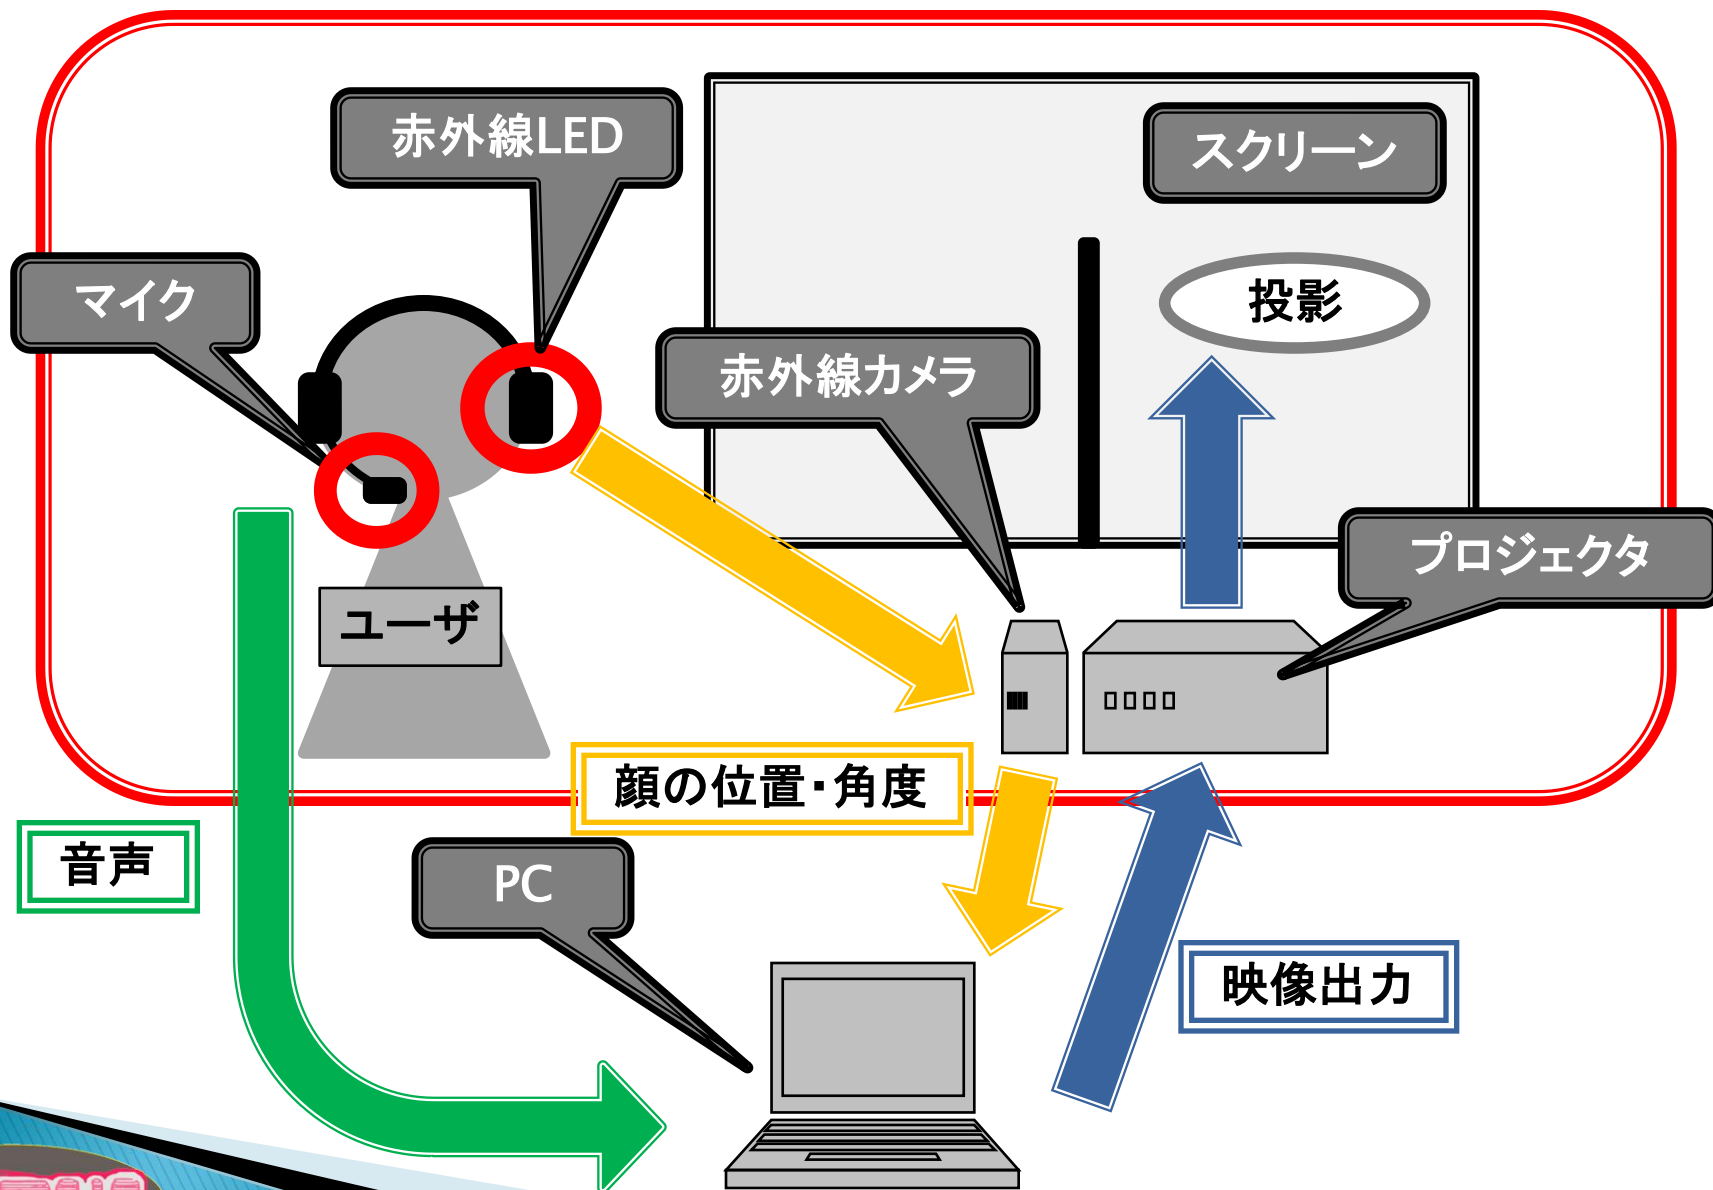 赤外線LED
スクリーン
マイク
投影
赤外線カメラ
プロジェクタ
ユーザ
顔の位置・角度
音声
PC
映像出力